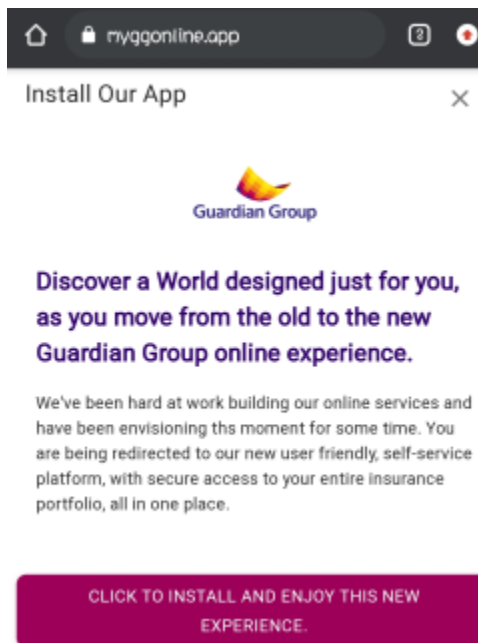 myggonline.app
2
Install Our App
Guardian Group
Discover a World designed just for you,
as you move from the old to the new
Guardian Group online experience.
We've been hard at work building our online services and
have been envisioning ths moment for some time. You
are being redirected to our new user friendly, self-service
platform, with secure access to your entire insurance
portfolio, all in one place.
CLICK TO INSTALL AND ENJOY THIS NEW
EXPERIENCE.